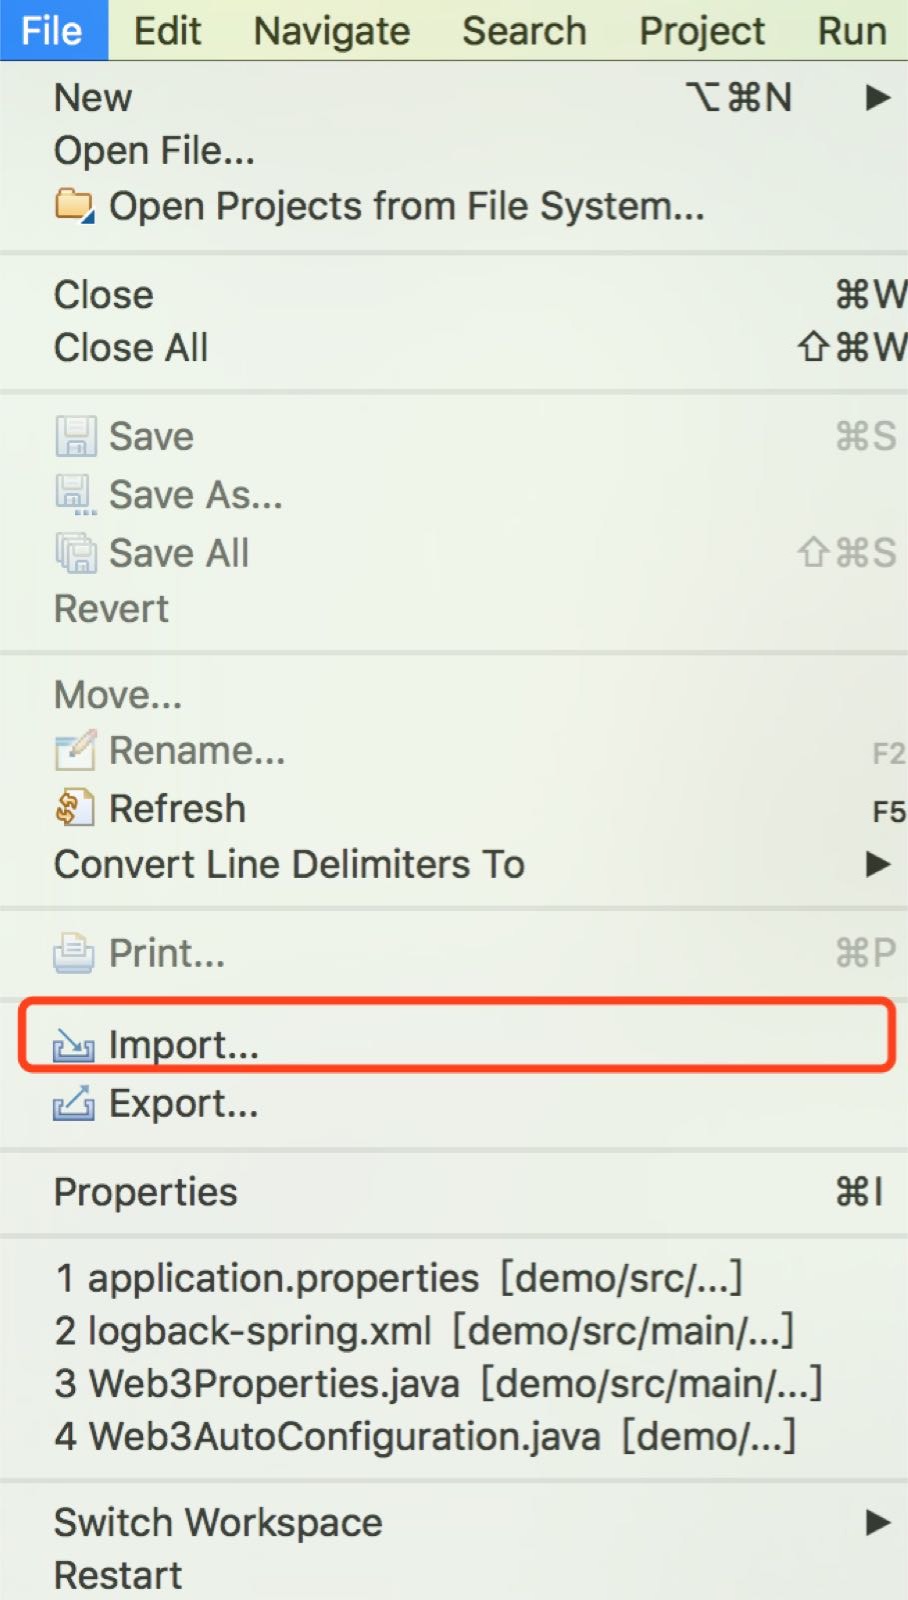 File Edit Navigate Search Project Run
New ⌥⌘N ▶
Open File...
Open Projects from File System...
Close ⌘W
Close All ⇧⌘W
Save ⌘S
Save As...
Save All ⇧⌘S
Revert
Move...
Rename... F2
Refresh F5
Convert Line Delimiters To ▶
Print... ⌘P
Import...
Export...
Properties ⌘I
1 application.properties [demo/src/...]
2 logback-spring.xml [demo/src/main/...]
3 Web3Properties.java [demo/src/main/...]
4 Web3AutoConfiguration.java [demo/...]
Switch Workspace ▶
Restart